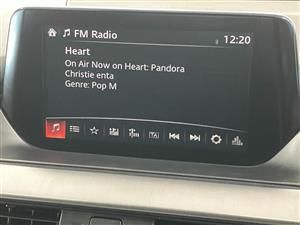 FM Radio
12:20
Heart
On Air Now on Heart: Pandora
Christie enta
Genre: Pop M
TA